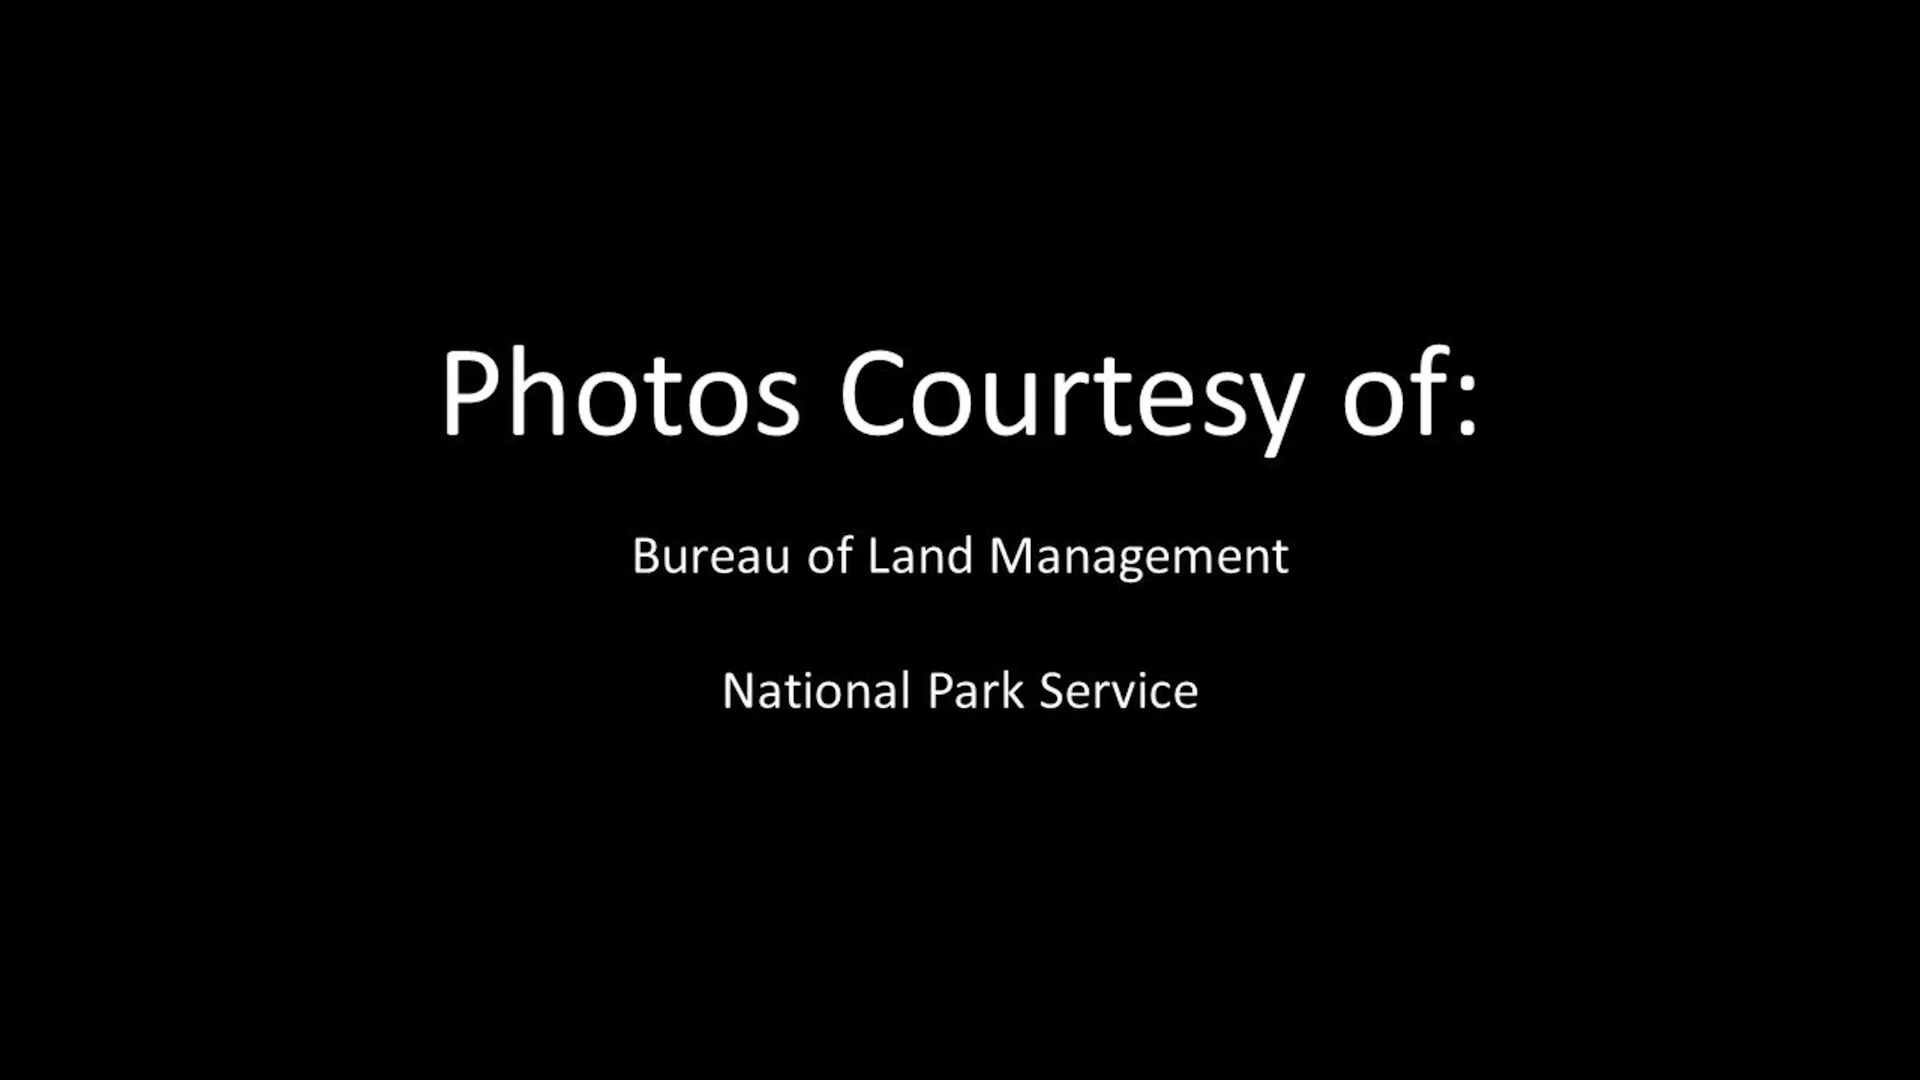 Photos Courtesy of:
Bureau of Land Management
National Park Service